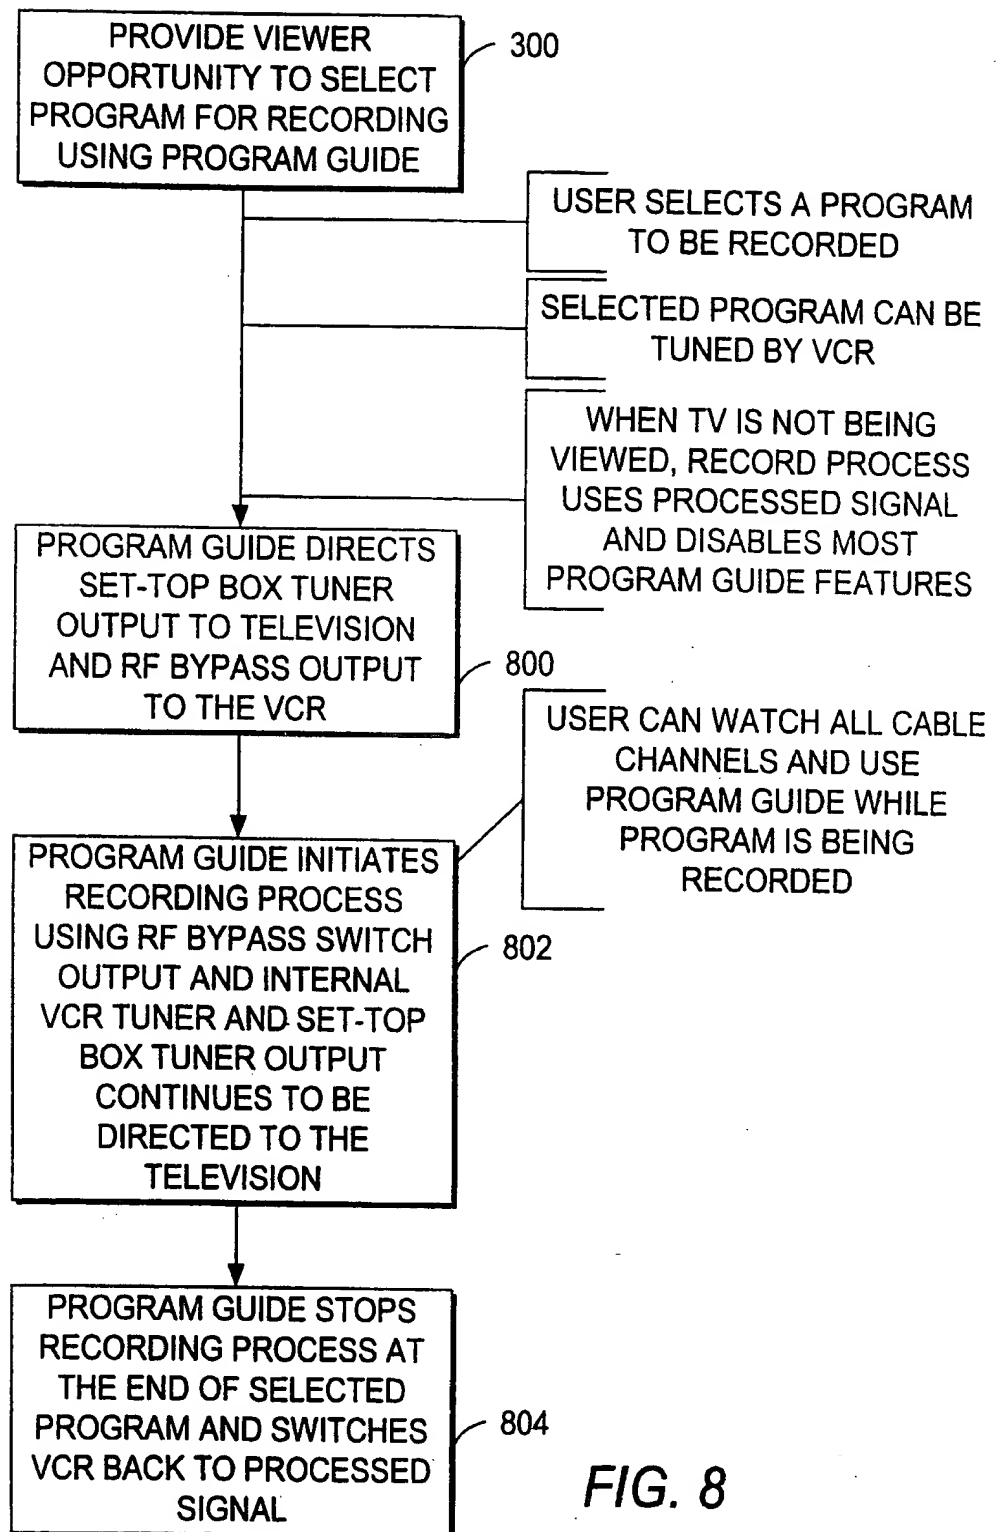 PROVIDE VIEWER
OPPORTUNITY TO SELECT
PROGRAM FOR RECORDING
USING PROGRAM GUIDE
300
USER SELECTS A PROGRAM
TO BE RECORDED
SELECTED PROGRAM CAN BE
TUNED BY VCR
WHEN TV IS NOT BEING
VIEWED, RECORD PROCESS
USES PROCESSED SIGNAL
AND DISABLES MOST
PROGRAM GUIDE FEATURES
PROGRAM GUIDE DIRECTS
SET-TOP BOX TUNER
OUTPUT TO TELEVISION
AND RF BYPASS OUTPUT
TO THE VCR
800
USER CAN WATCH ALL CABLE
CHANNELS AND USE
PROGRAM GUIDE WHILE
PROGRAM IS BEING
RECORDED
PROGRAM GUIDE INITIATES
RECORDING PROCESS
USING RF BYPASS SWITCH
OUTPUT AND INTERNAL
VCR TUNER AND SET-TOP
BOX TUNER OUTPUT
CONTINUES TO BE
DIRECTED TO THE
TELEVISION
802
PROGRAM GUIDE STOPS
RECORDING PROCESS AT
THE END OF SELECTED
PROGRAM AND SWITCHES
VCR BACK TO PROCESSED
SIGNAL
804
FIG. 8